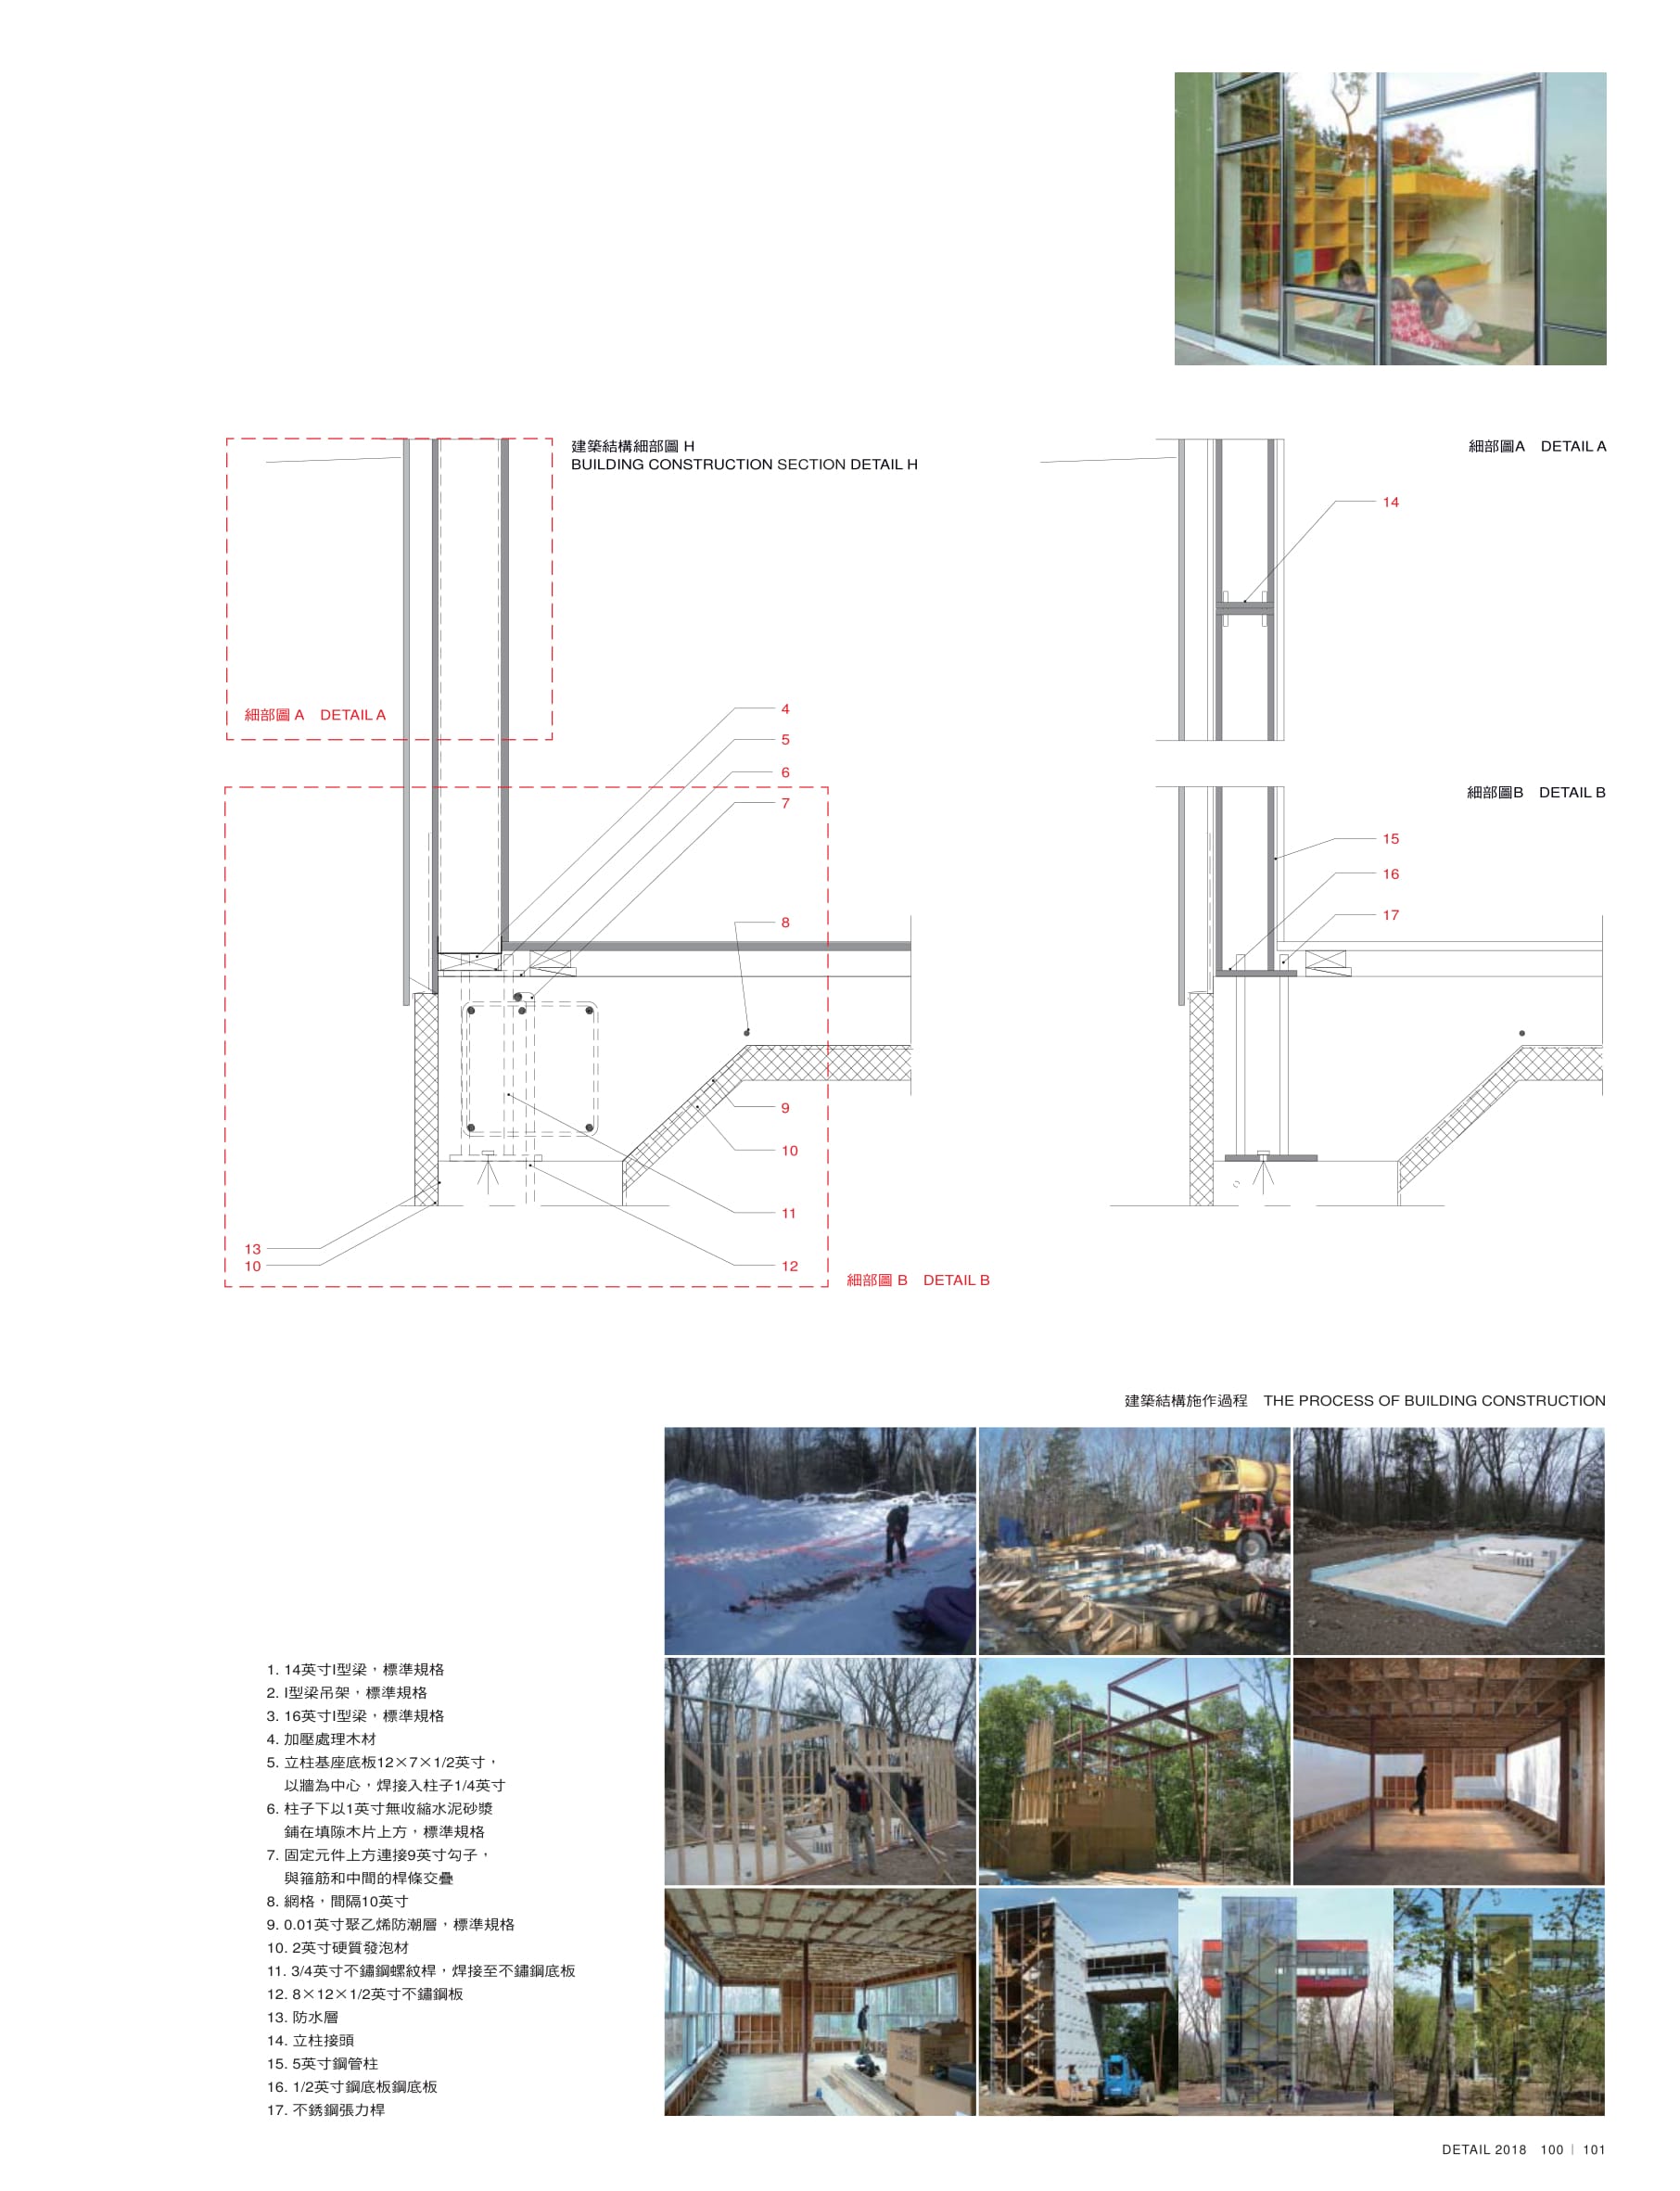 建築結構細部圖 H
BUILDING CONSTRUCTION SECTION DETAIL H
細部圖A DETAIL A
14
細部圖 A DETAIL A
4
5
6
7
8
9
10
11
12
13
10
細部圖 B DETAIL B
細部圖B DETAIL B
15
16
17
建築結構施作過程 THE PROCESS OF BUILDING CONSTRUCTION
1. 14英寸I型梁，標準規格
2. I型梁吊架，標準規格
3. 16英寸I型梁，標準規格
4. 加壓處理木材
5. 立柱基座底板12×7×1/2英寸，
以牆為中心，焊接入柱子1/4英寸
6. 柱子下以1英寸無收縮水泥砂漿
鋪在填隙木片上方，標準規格
7. 固定元件上方連接9英寸勾子，
與箍筋和中間的桿條交疊
8. 網格，間隔10英寸
9. 0.01英寸聚乙烯防潮層，標準規格
10. 2英寸硬質發泡材
11. 3/4英寸不鏽鋼螺紋桿，焊接至不鏽鋼底板
12. 8×12×1/2英寸不鏽鋼板
13. 防水層
14. 立柱接頭
15. 5英寸鋼管柱
16. 1/2英寸鋼底板鋼底板
17. 不銹鋼張力桿
DETAIL 2018 100 | 101